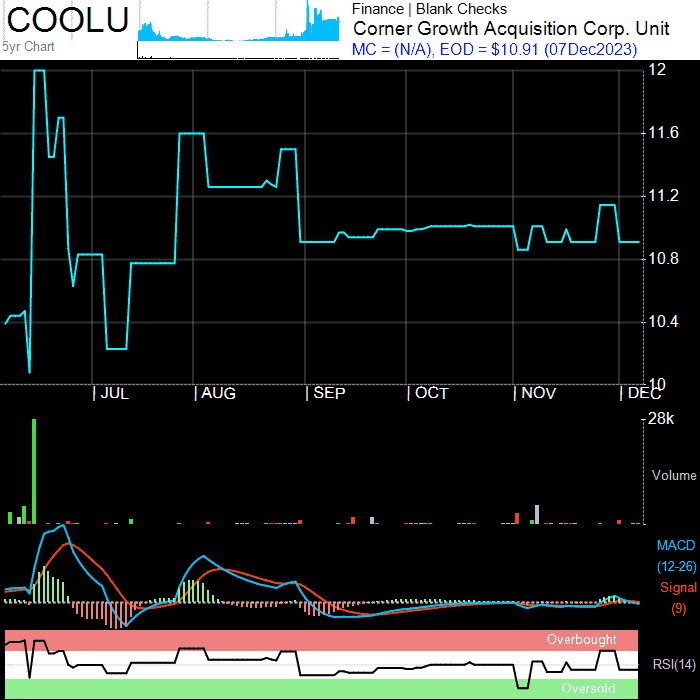 COOLU
5yr Chart
Finance | Blank Checks
Corner Growth Acquisition Corp. Unit
MC = (N/A), EOD = $10.91 (07Dec2023)
12
11.6
11.2
10.8
10.4
10
| JUL | AUG | SEP | OCT | NOV | DEC
28k
Volume
MACD
(12-26)
Signal
(9)
Overbought
RSI(14)
Oversold